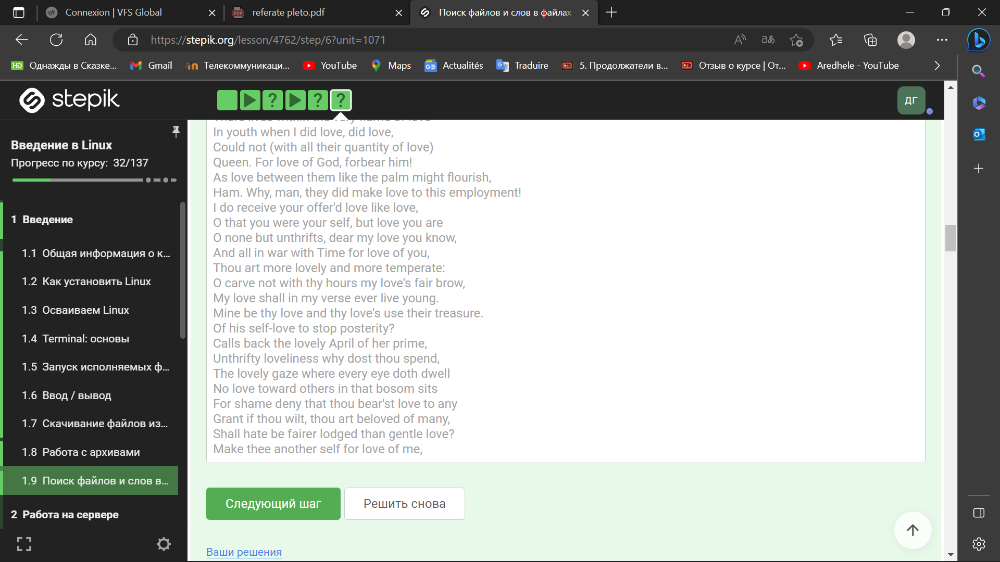 Connexion | VFS Global
referate pleto.pdf
Поиск файлов и слов в файлах
https://stepik.org/lesson/4762/step/6?unit=1071
Однажды в Сказке...
Gmail
Телекоммуникаци...
YouTube
Maps
Actualités
Traduire
5. Продолжатели в...
Отзыв о курсе | От...
Aredhele - YouTube
stepik
ДГ
Введение в Linux
Прогресс по курсу: 32/137
1 Введение
1.1 Общая информация о к...
1.2 Как установить Linux
1.3 Осваиваем Linux
1.4 Terminal: основы
1.5 Запуск исполняемых ф...
1.6 Ввод / вывод
1.7 Скачивание файлов из...
1.8 Работа с архивами
1.9 Поиск файлов и слов в...
2 Работа на сервере
There lives within the very flame of love
In youth when I did love, did love,
Could not (with all their quantity of love)
Queen. For love of God, forbear him!
As love between them like the palm might flourish,
Ham. Why, man, they did make love to this employment!
I do receive your offer'd love like love,
O that you were your self, but love you are
O none but unthrifts, dear my love you know,
And all in war with Time for love of you,
Thou art more lovely and more temperate:
O carve not with thy hours my love's fair brow,
My love shall in my verse ever live young.
Mine be thy love and thy love's use their treasure.
Of his self-love to stop posterity?
Calls back the lovely April of her prime,
Unthrifty loveliness why dost thou spend,
The lovely gaze where every eye doth dwell
No love toward others in that bosom sits
For shame deny that thou bear'st love to any
Grant if thou wilt, thou art beloved of many,
Shall hate be fairer lodged than gentle love?
Make thee another self for love of me,
Следующий шаг
Решить снова
Ваши решения